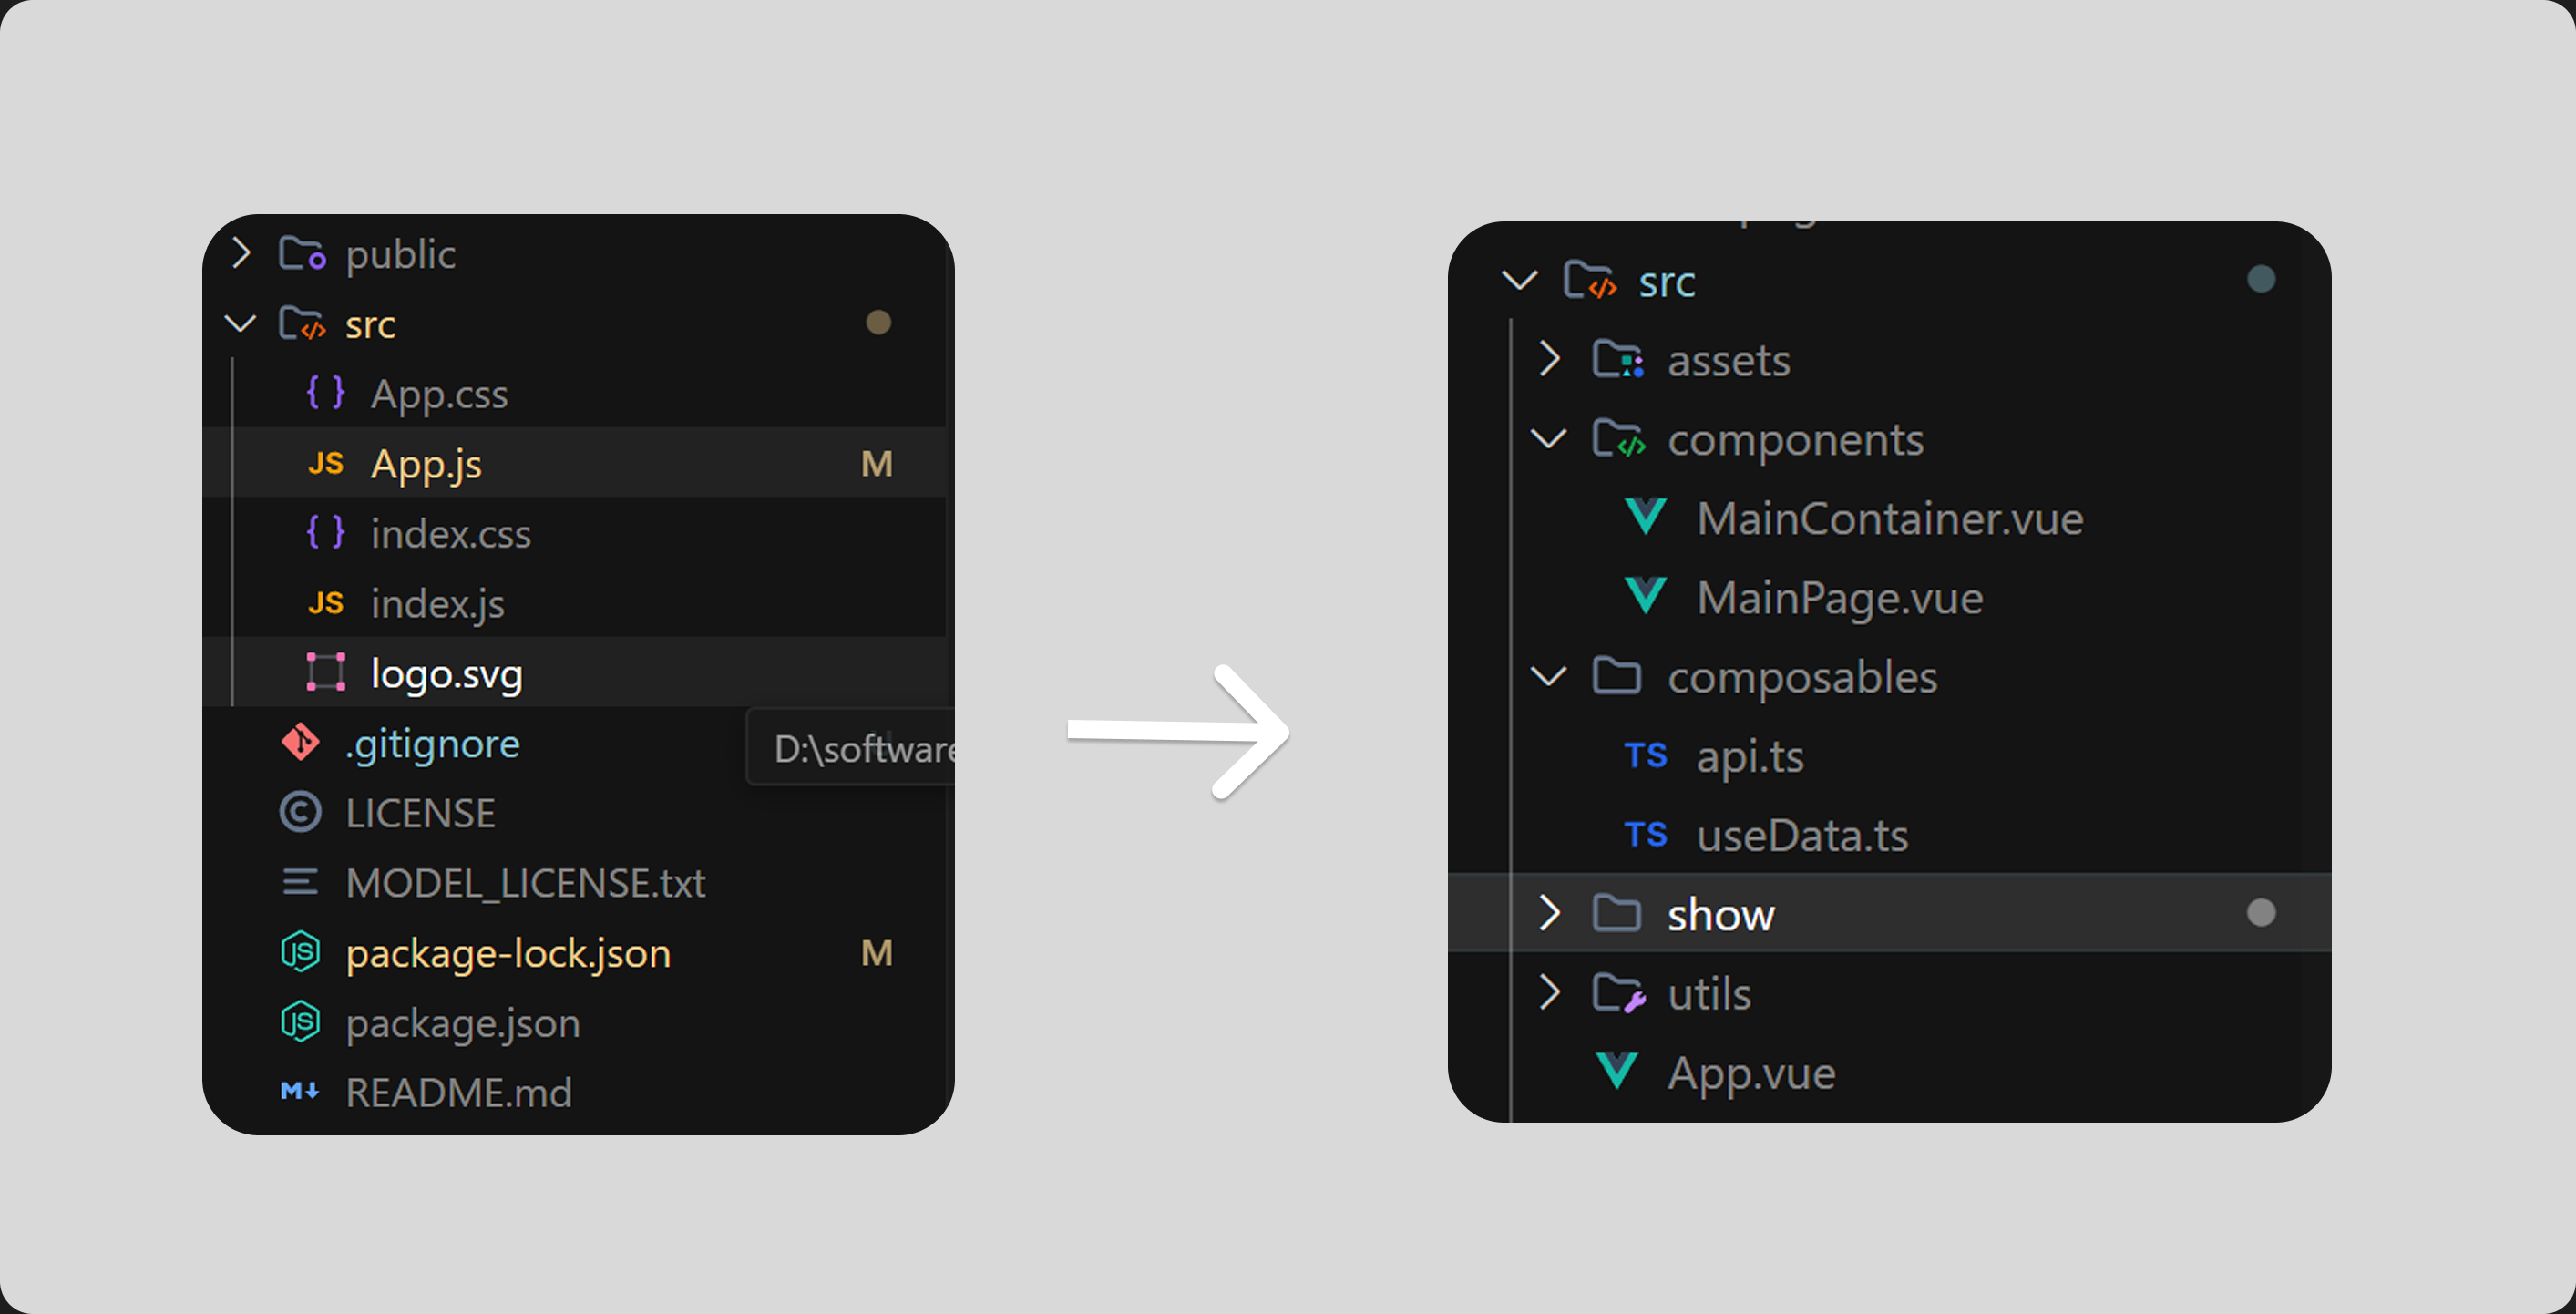 public
src
App.css
JS App.js M
index.css
JS index.js
logo.svg
.gitignore
D:\software
LICENSE
MODEL_LICENSE.txt
package-lock.json M
package.json
M README.md
src
assets
components
MainContainer.vue
MainPage.vue
composables
TS api.ts
TS useData.ts
show
utils
App.vue